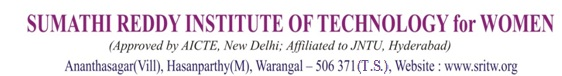 SUMATHI REDDY INSTITUTE OF TECHNOLOGY for WOMEN
(Approved by AICTE, New Delhi; Affiliated to JNTU, Hyderabad)
Ananthasagar(Vill), Hasanparthy(M), Warangal – 506 371(T.S.), Website : www.sritw.org